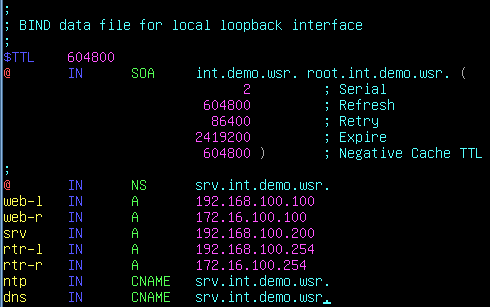 ;
; BIND data file for local loopback interface
;
$TTL 604800
@ IN SOA int.demo.wsr. root.int.demo.wsr. (
2 ; Serial
604800 ; Refresh
86400 ; Retry
2419200 ; Expire
604800 ) ; Negative Cache TTL
;
@ IN NS srv.int.demo.wsr.
web-l IN A 192.168.100.100
web-r IN A 172.16.100.100
srv IN A 192.168.100.200
rtr-l IN A 192.168.100.254
rtr-r IN A 172.16.100.254
ntp IN CNAME srv.int.demo.wsr.
dns IN CNAME srv.int.demo.wsr.